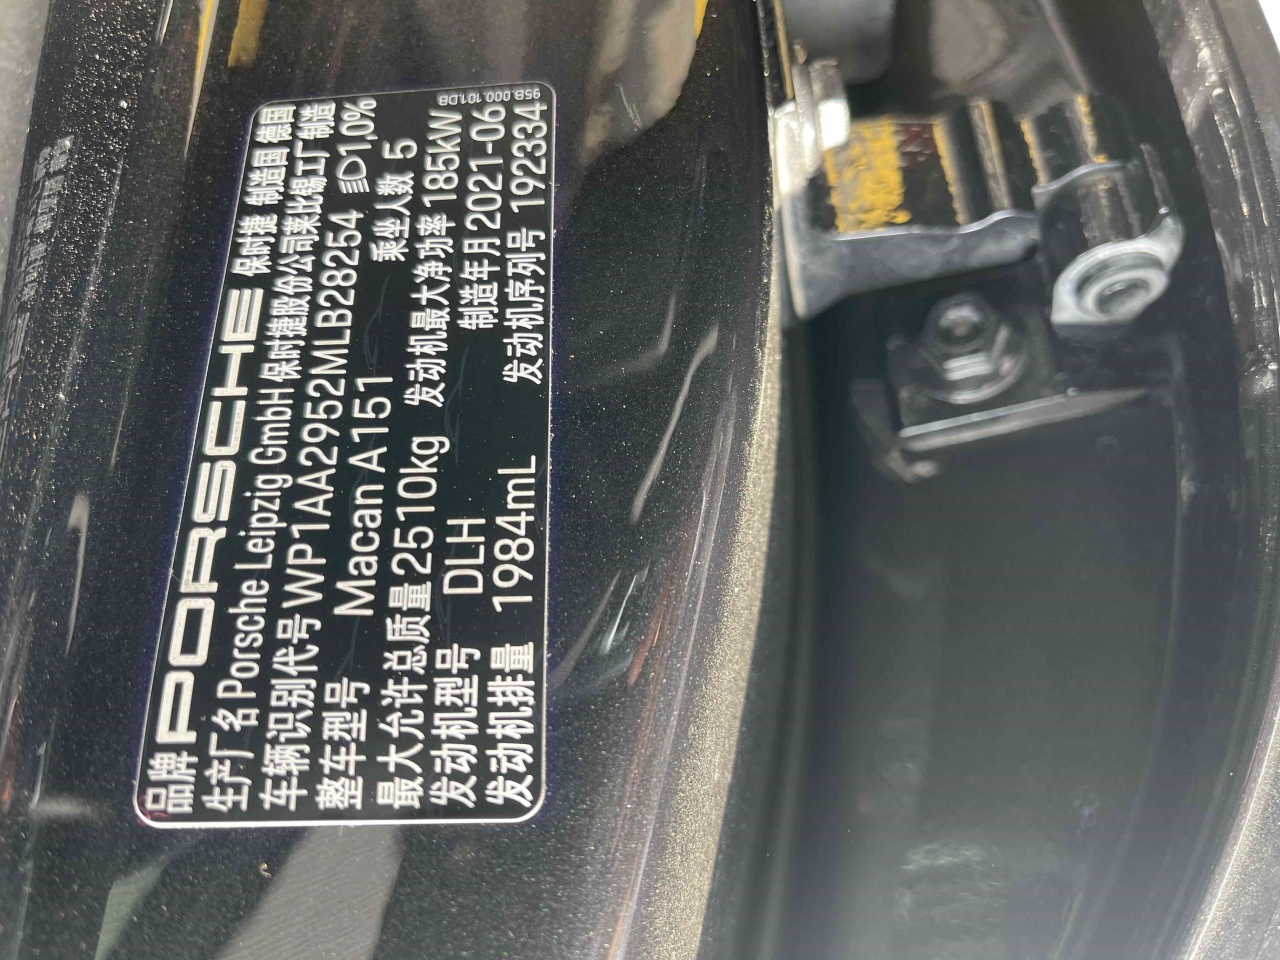 95B.000.101.DB
品牌 PORSCHE 保时捷 制造国 德国
生产厂名 Porsche Leipzig GmbH 保时捷股份公司莱比锡工厂制造
车辆识别代号 WP1AA2952MLB28254 1,0%
整车型号 Macan A151 乘坐人数 5
最大允许总质量 2510kg 发动机最大净功率 185kW
发动机型号 DLH 制造年月 2021-06
发动机排量 1984mL 发动机序列号 192334